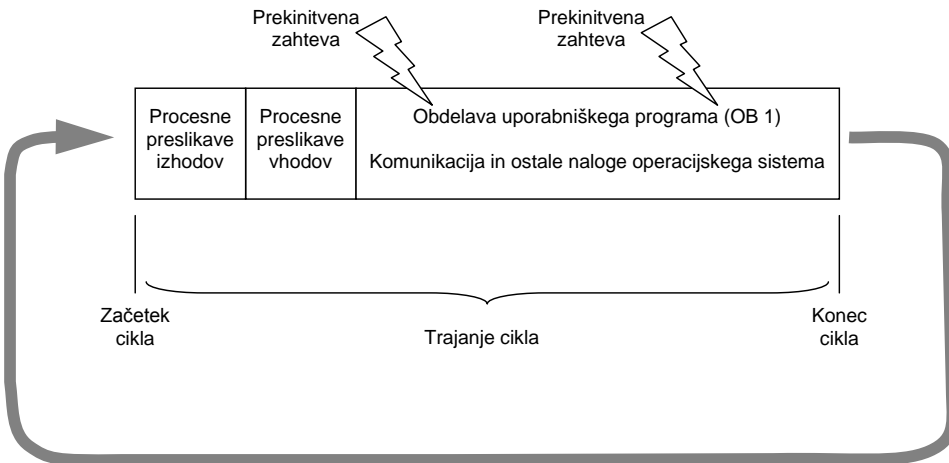 Prekinitvena
zahteva
Prekinitvena
zahteva
Procesne
preslikave
izhodov
Procesne
preslikave
vhodov
Obdelava uporabniškega programa (OB 1)
Komunikacija in ostale naloge operacijskega sistema
Začetek
cikla
Trajanje cikla
Konec
cikla